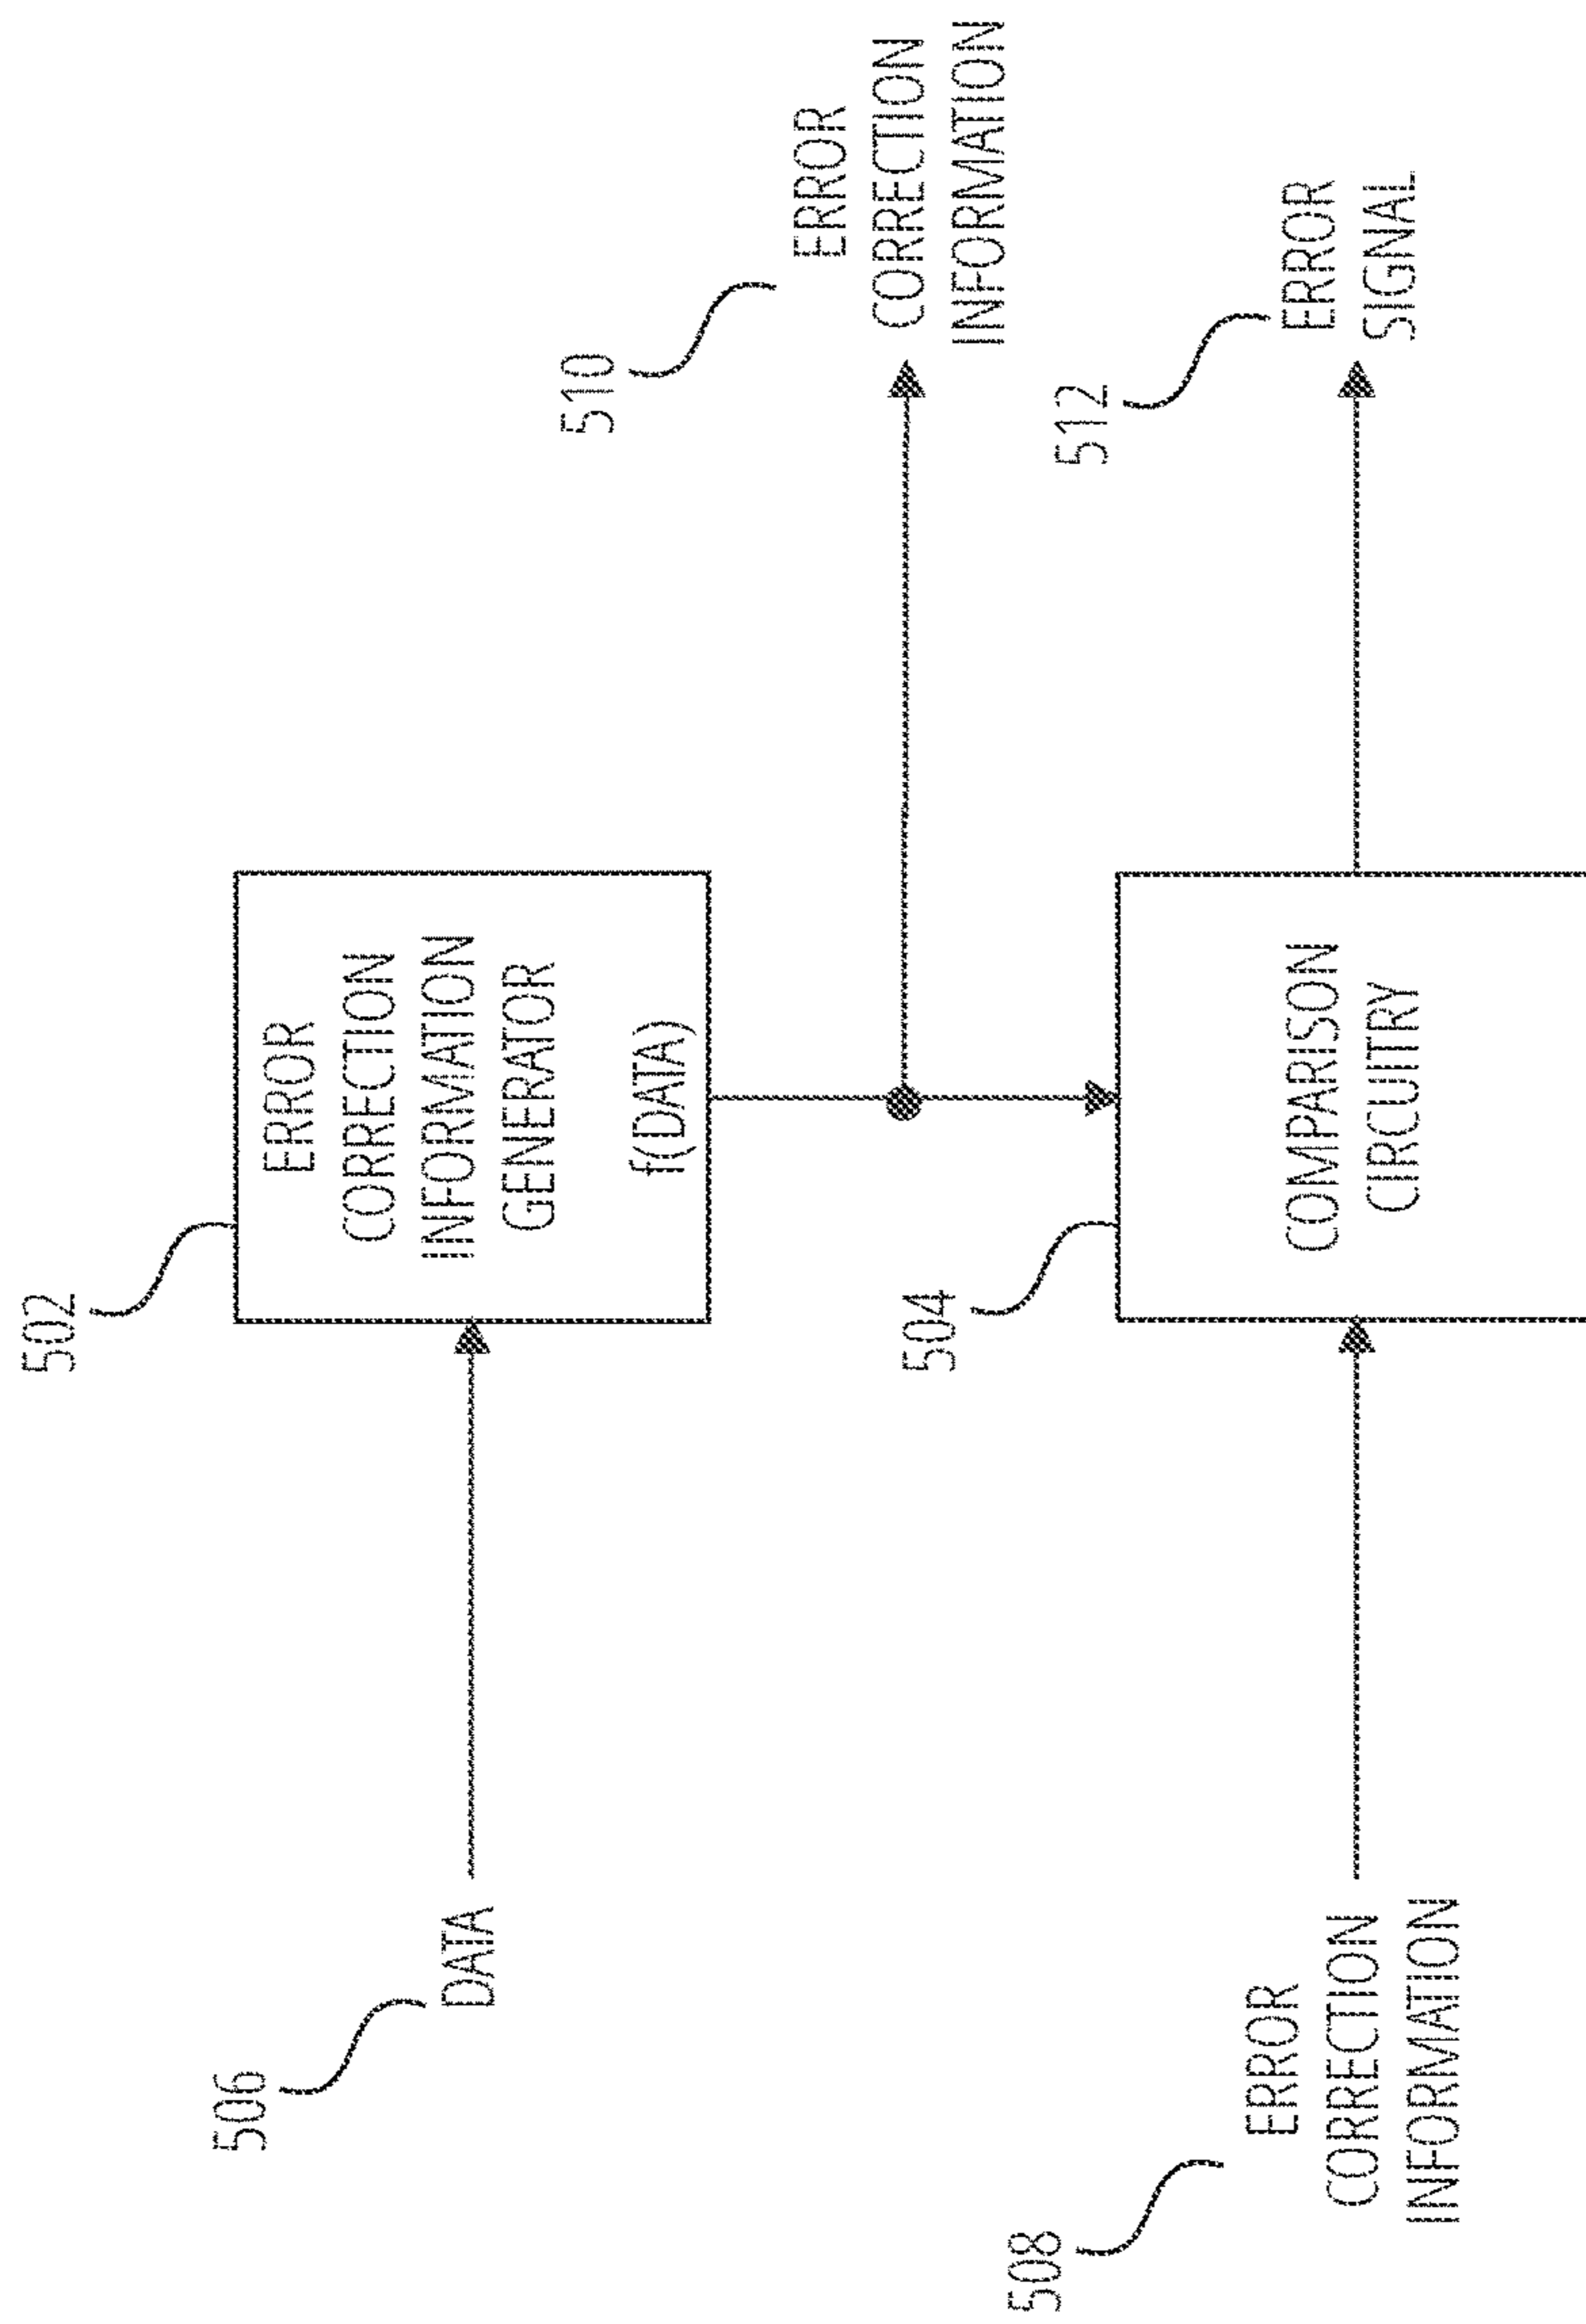 502
ERROR
CORRECTION
INFORMATION
GENERATOR
f(DATA)
506
DATA
510
ERROR
CORRECTION
INFORMATION
504
COMPARISON
CIRCUITRY
508
ERROR
CORRECTION
INFORMATION
512
ERROR
SIGNAL